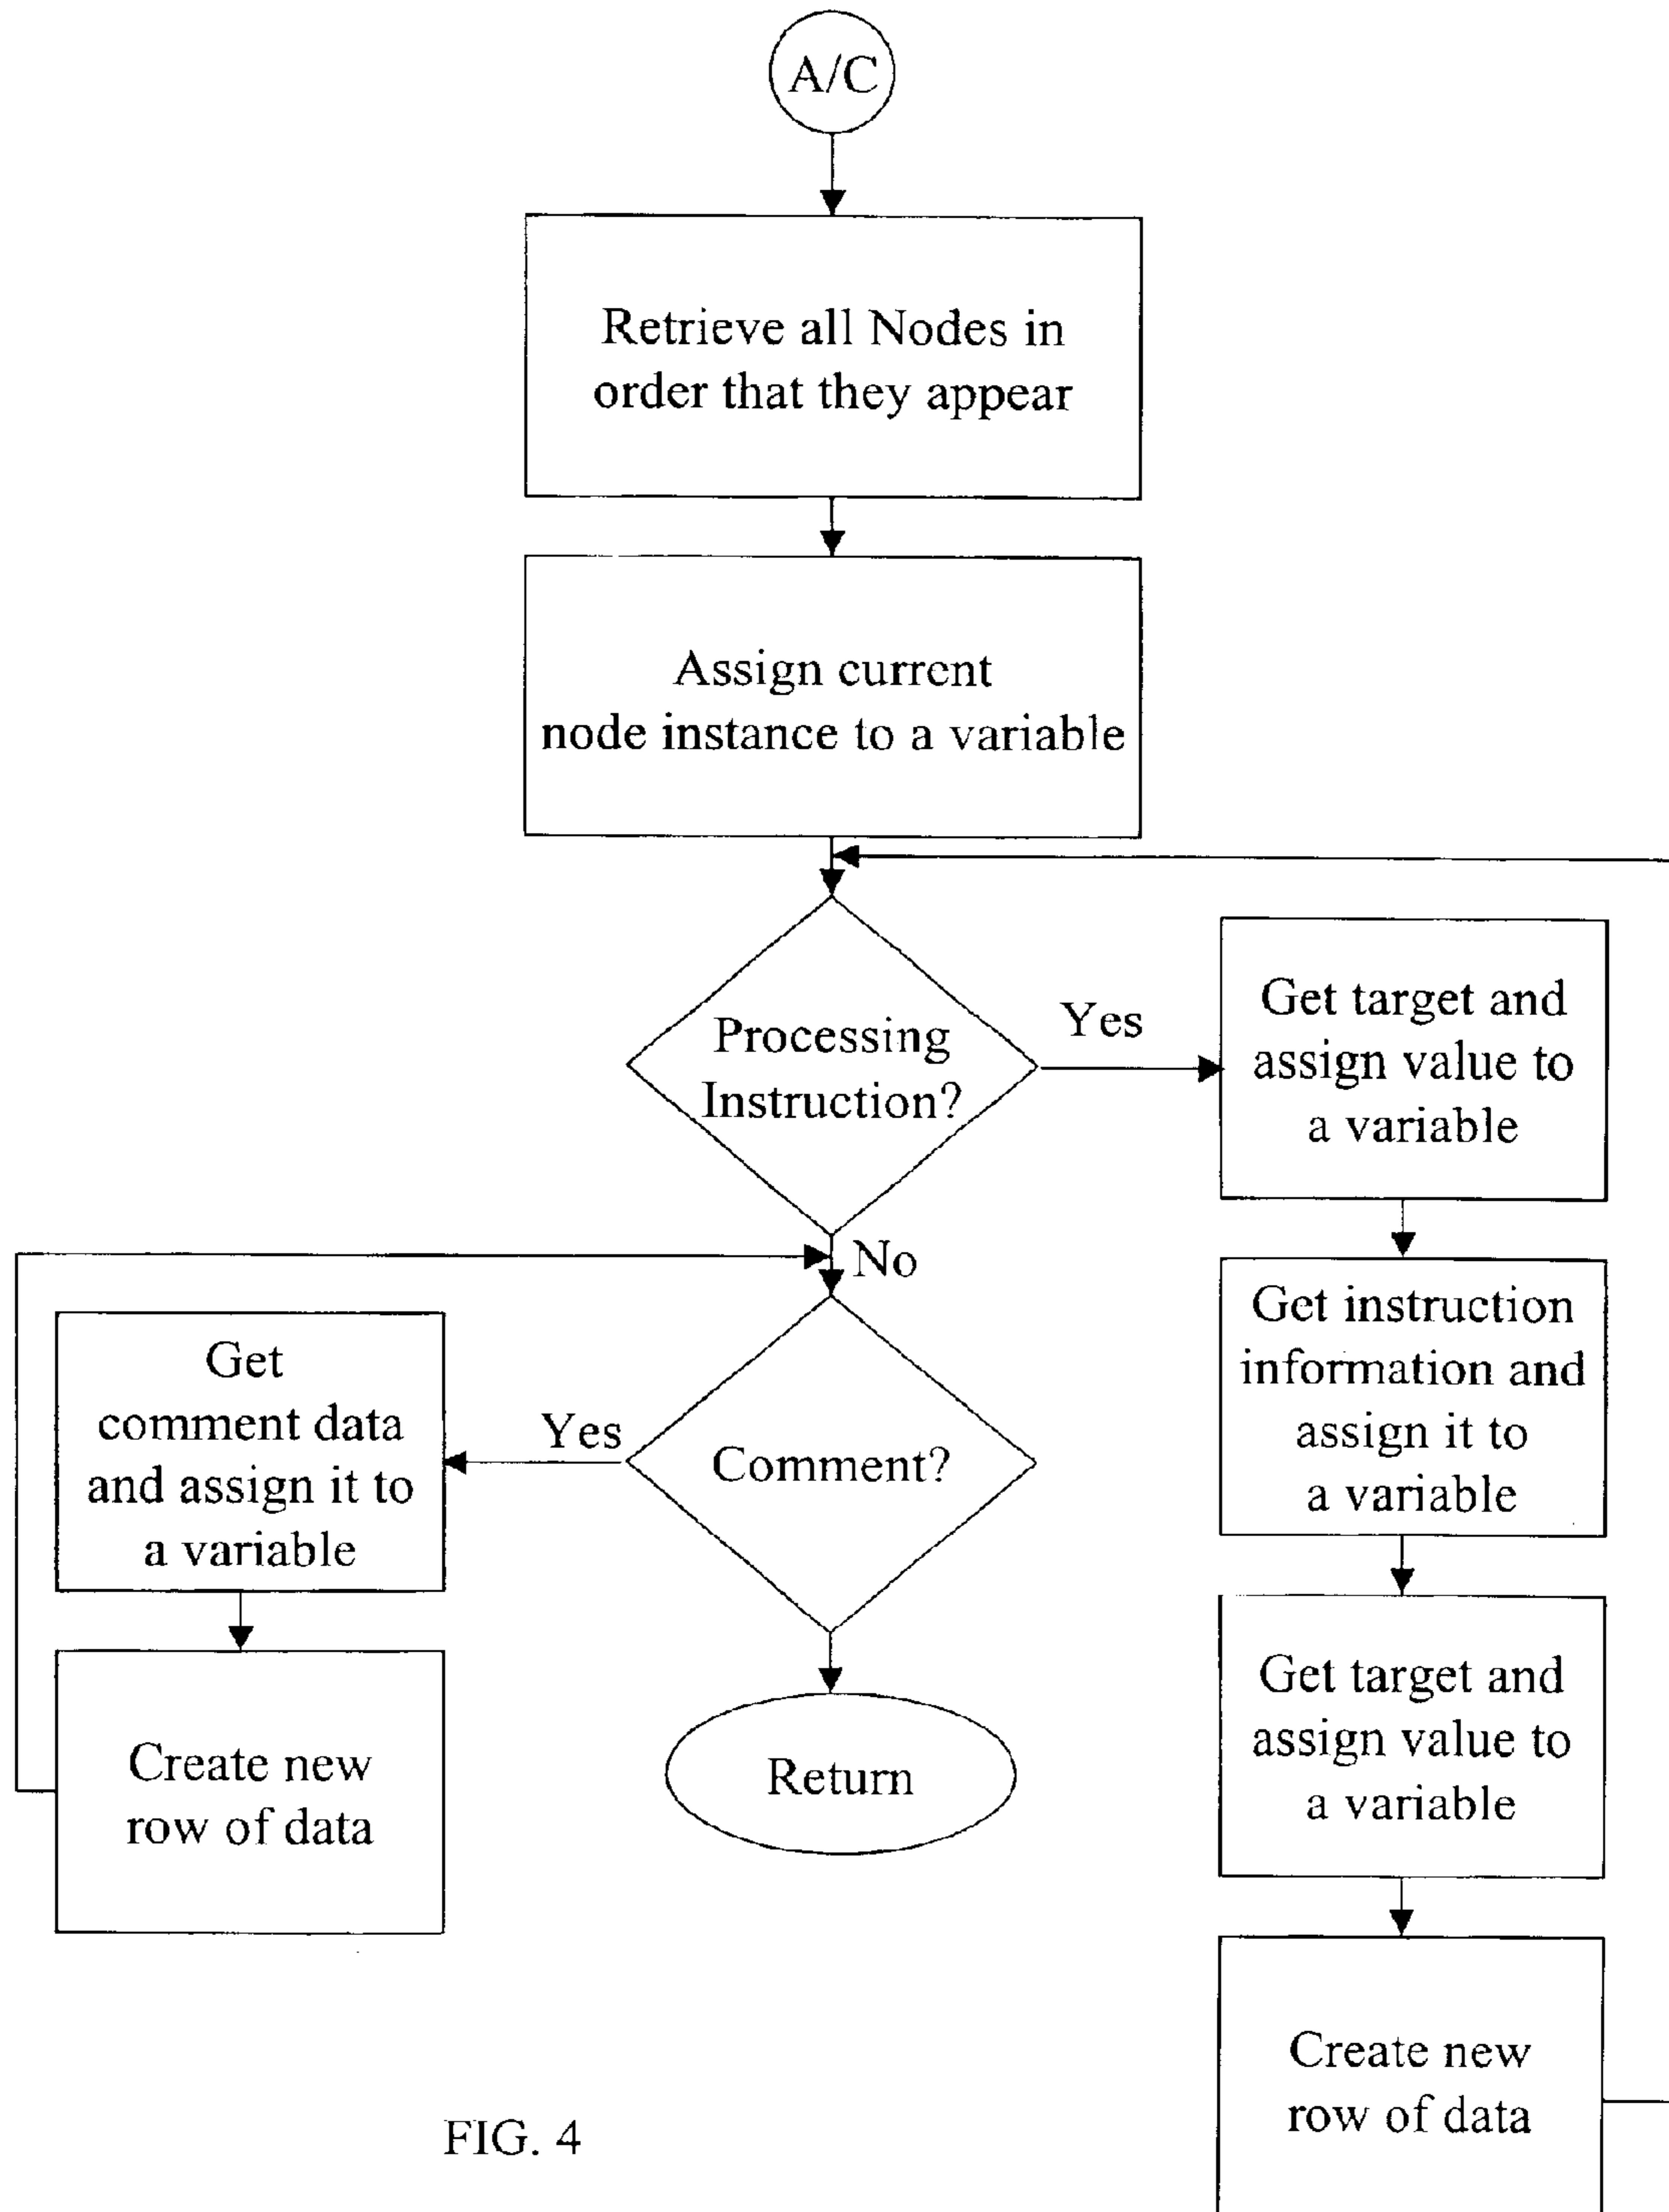 A/C
Retrieve all Nodes in
order that they appear
Assign current
node instance to a variable
Processing
Instruction?
Yes
Get target and
assign value to
a variable
No
Get instruction
information and
assign it to
a variable
Get
comment data
and assign it to
a variable
Yes
Comment?
Get target and
assign value to
a variable
Create new
row of data
Return
Create new
row of data
FIG. 4